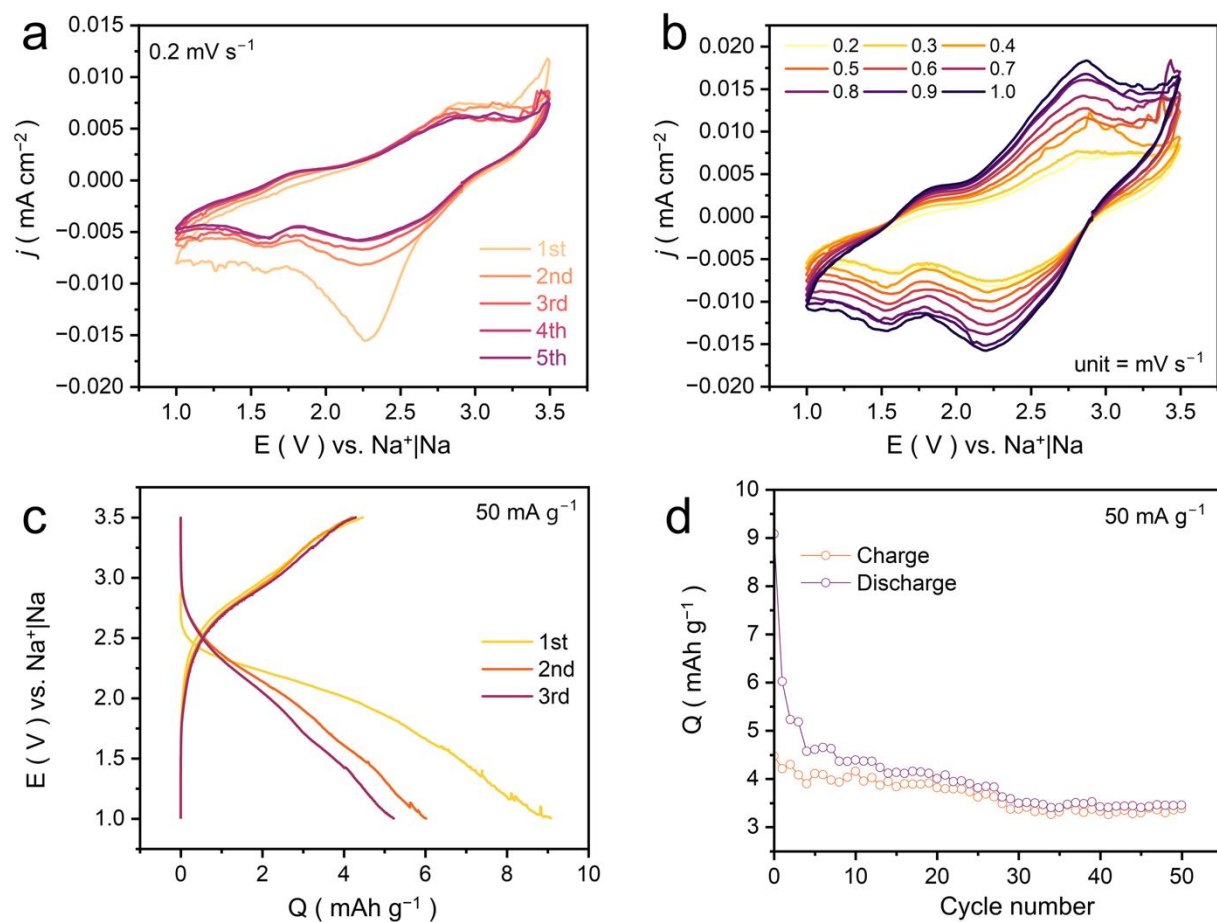 a
0.2 mV s⁻¹
0.015
0.010
0.005
0.000
−0.005
−0.010
−0.015
−0.020
j ( mA cm⁻²)
1st
2nd
3rd
4th
5th
1.0 1.5 2.0 2.5 3.0 3.5
E ( V ) vs. Na⁺|Na
b
0.2 0.3 0.4
0.5 0.6 0.7
0.8 0.9 1.0
0.020
0.015
0.010
0.005
0.000
−0.005
−0.010
−0.015
−0.020
j ( mA cm⁻²)
unit = mV s⁻¹
1.0 1.5 2.0 2.5 3.0 3.5
E ( V ) vs. Na⁺|Na
c
50 mA g⁻¹
3.5
3.0
2.5
2.0
1.5
1.0
E ( V ) vs. Na⁺|Na
1st
2nd
3rd
0 2 4 6 8 10
Q ( mAh g⁻¹)
d
50 mA g⁻¹
Charge
Discharge
10
9
8
7
6
5
4
3
Q ( mAh g⁻¹)
0 10 20 30 40 50
Cycle number